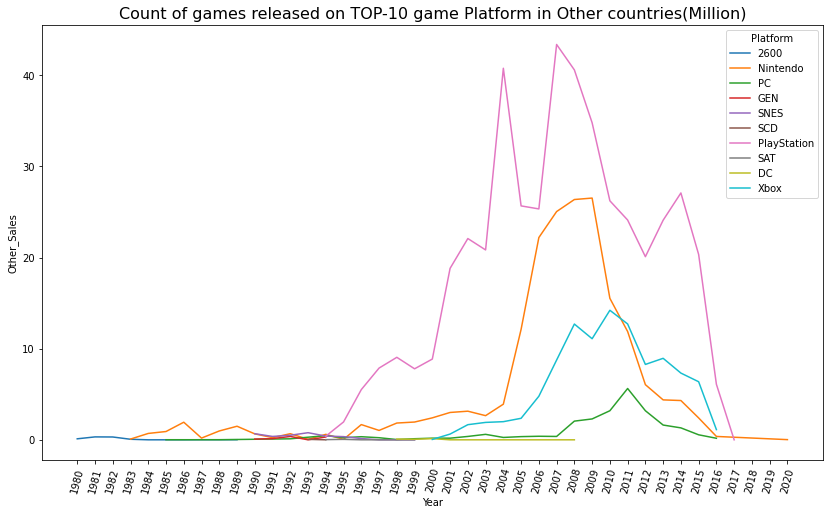 Count of games released on TOP-10 game Platform in Other countries(Million)
Platform
2600
Nintendo
PC
GEN
SNES
SCD
PlayStation
SAT
DC
Xbox
Other_Sales
40
30
20
10
0
1980 1981 1982 1983 1984 1985 1986 1987 1988 1989 1990 1991 1992 1993 1994 1995 1996 1997 1998 1999 2000 2001 2002 2003 2004 2005 2006 2007 2008 2009 2010 2011 2012 2013 2014 2015 2016 2017 2018 2019 2020
Year